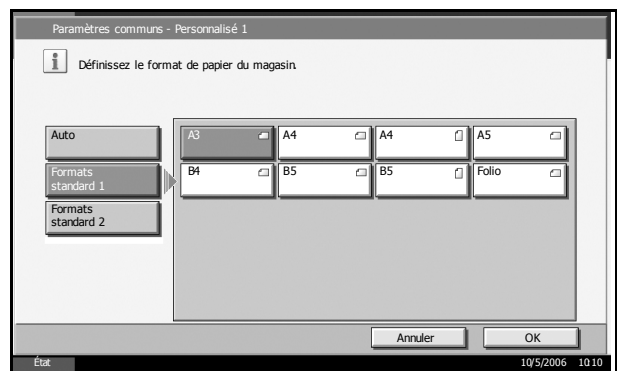 Paramètres communs - Personnalisé 1
Définissez le format de papier du magasin.
Auto
Formats
standard 1
Formats
standard 2
A3 A4 A4 A5
B4 B5 B5 Folio
Annuler OK
État 10/5/2006 10:10